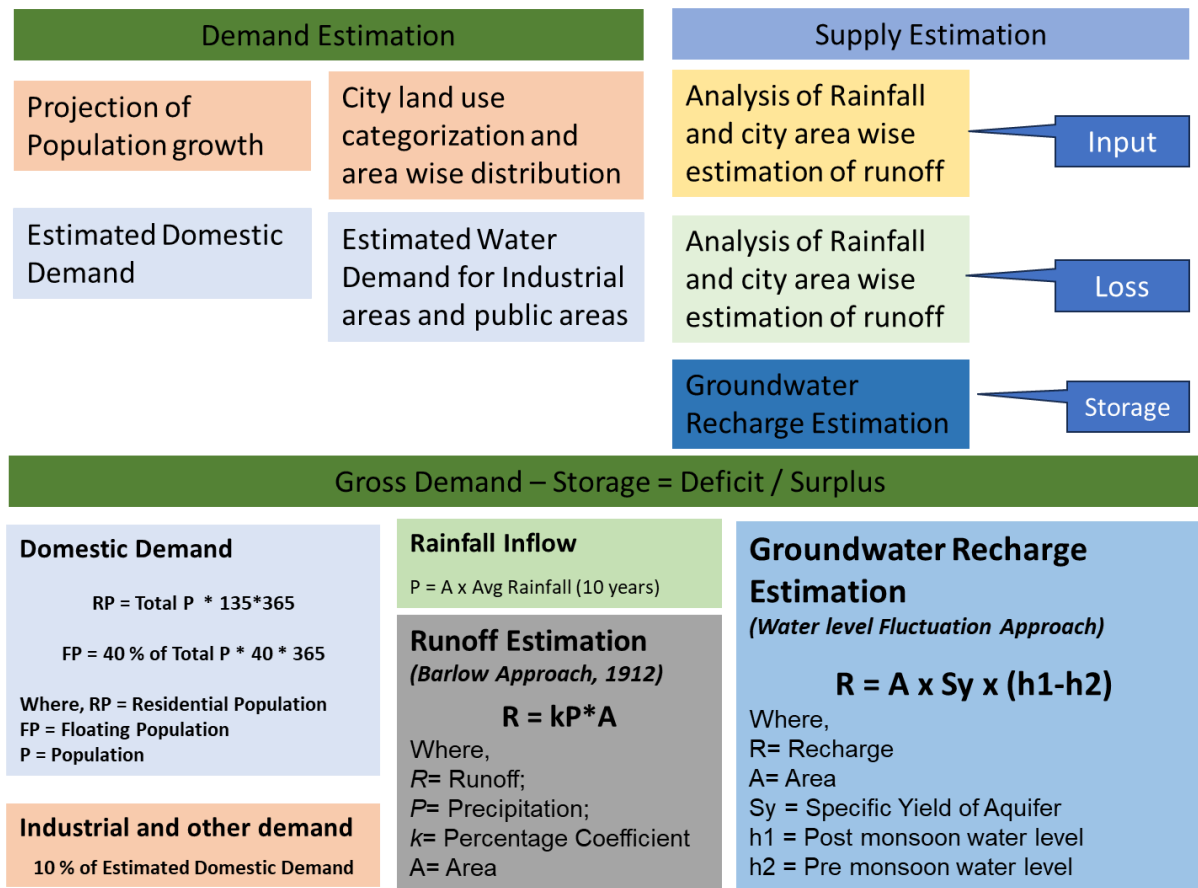 Demand Estimation
Projection of
Population growth
City land use
categorization and
area wise distribution
Estimated Domestic
Demand
Estimated Water
Demand for Industrial
areas and public areas
Supply Estimation
Analysis of Rainfall
and city area wise
estimation of runoff
Input
Analysis of Rainfall
and city area wise
estimation of runoff
Loss
Groundwater
Recharge Estimation
Storage
Gross Demand – Storage = Deficit / Surplus
Domestic Demand
RP = Total P * 135*365
FP = 40 % of Total P * 40 * 365
Where, RP = Residential Population
FP = Floating Population
P = Population
Industrial and other demand
10 % of Estimated Domestic Demand
Rainfall Inflow
P = A x Avg Rainfall (10 years)
Runoff Estimation
(Barlow Approach, 1912)
R = kP*A
Where,
R= Runoff;
P= Precipitation;
k= Percentage Coefficient
A= Area
Groundwater Recharge
Estimation
(Water level Fluctuation Approach)
R = A x Sy x (h1-h2)
Where,
R= Recharge
A= Area
Sy = Specific Yield of Aquifer
h1 = Post monsoon water level
h2 = Pre monsoon water level